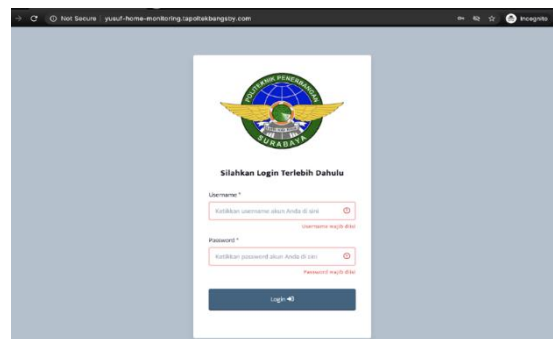 Not Secure | yusuf-home-monitoring.tapoltekbangsby.com
Incognito
POLITEKNIK PENERBANGAN
SURABAYA
Silahkan Login Terlebih Dahulu
Username *
Ketikkan username akun Anda di sini
Username wajib diisi
Password *
Ketikkan password akun Anda di sini
Password wajib diisi
Login